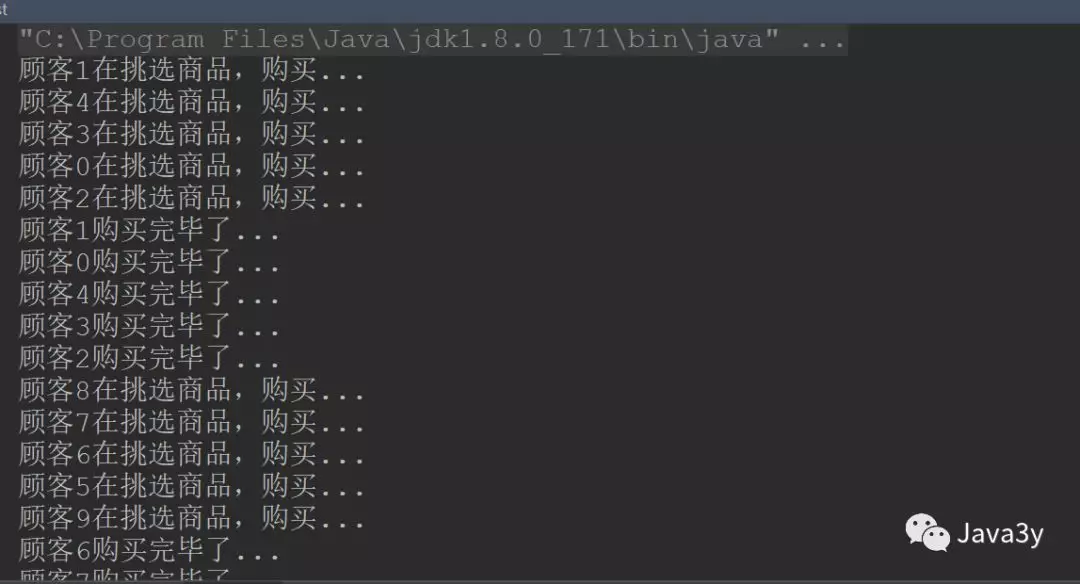 st
"C:\Program Files\Java\jdk1.8.0_171\bin\java" ...
顾客1在挑选商品，购买...
顾客4在挑选商品，购买...
顾客3在挑选商品，购买...
顾客0在挑选商品，购买...
顾客2在挑选商品，购买...
顾客1购买完毕了...
顾客0购买完毕了...
顾客4购买完毕了...
顾客3购买完毕了...
顾客2购买完毕了...
顾客8在挑选商品，购买...
顾客7在挑选商品，购买...
顾客6在挑选商品，购买...
顾客5在挑选商品，购买...
顾客9在挑选商品，购买...
顾客6购买完毕了...
顾客7购买完毕了
Java3y